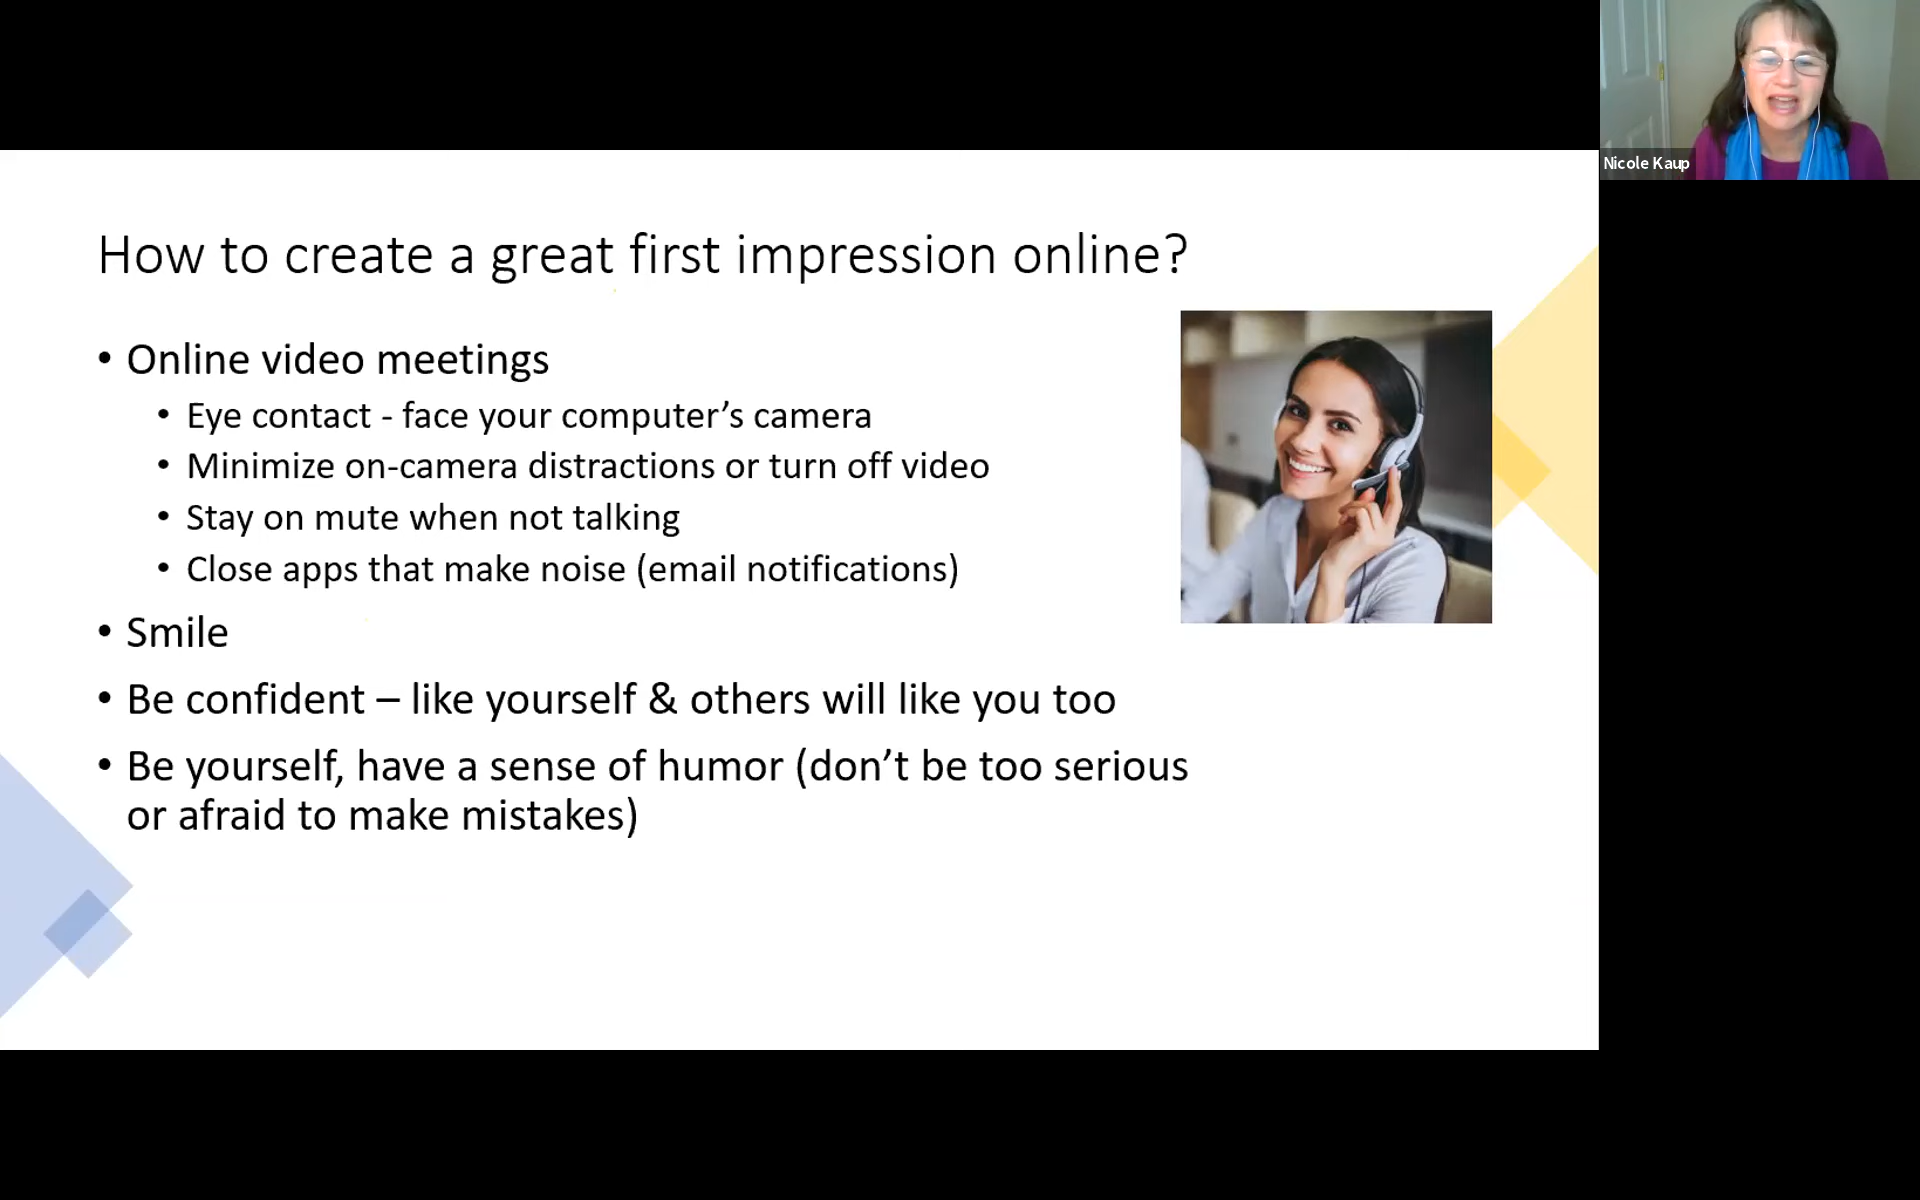 Nicole Kaup
How to create a great first impression online?
• Online video meetings
• Eye contact - face your computer’s camera
• Minimize on-camera distractions or turn off video
• Stay on mute when not talking
• Close apps that make noise (email notifications)
• Smile
• Be confident – like yourself & others will like you too
• Be yourself, have a sense of humor (don’t be too serious
or afraid to make mistakes)